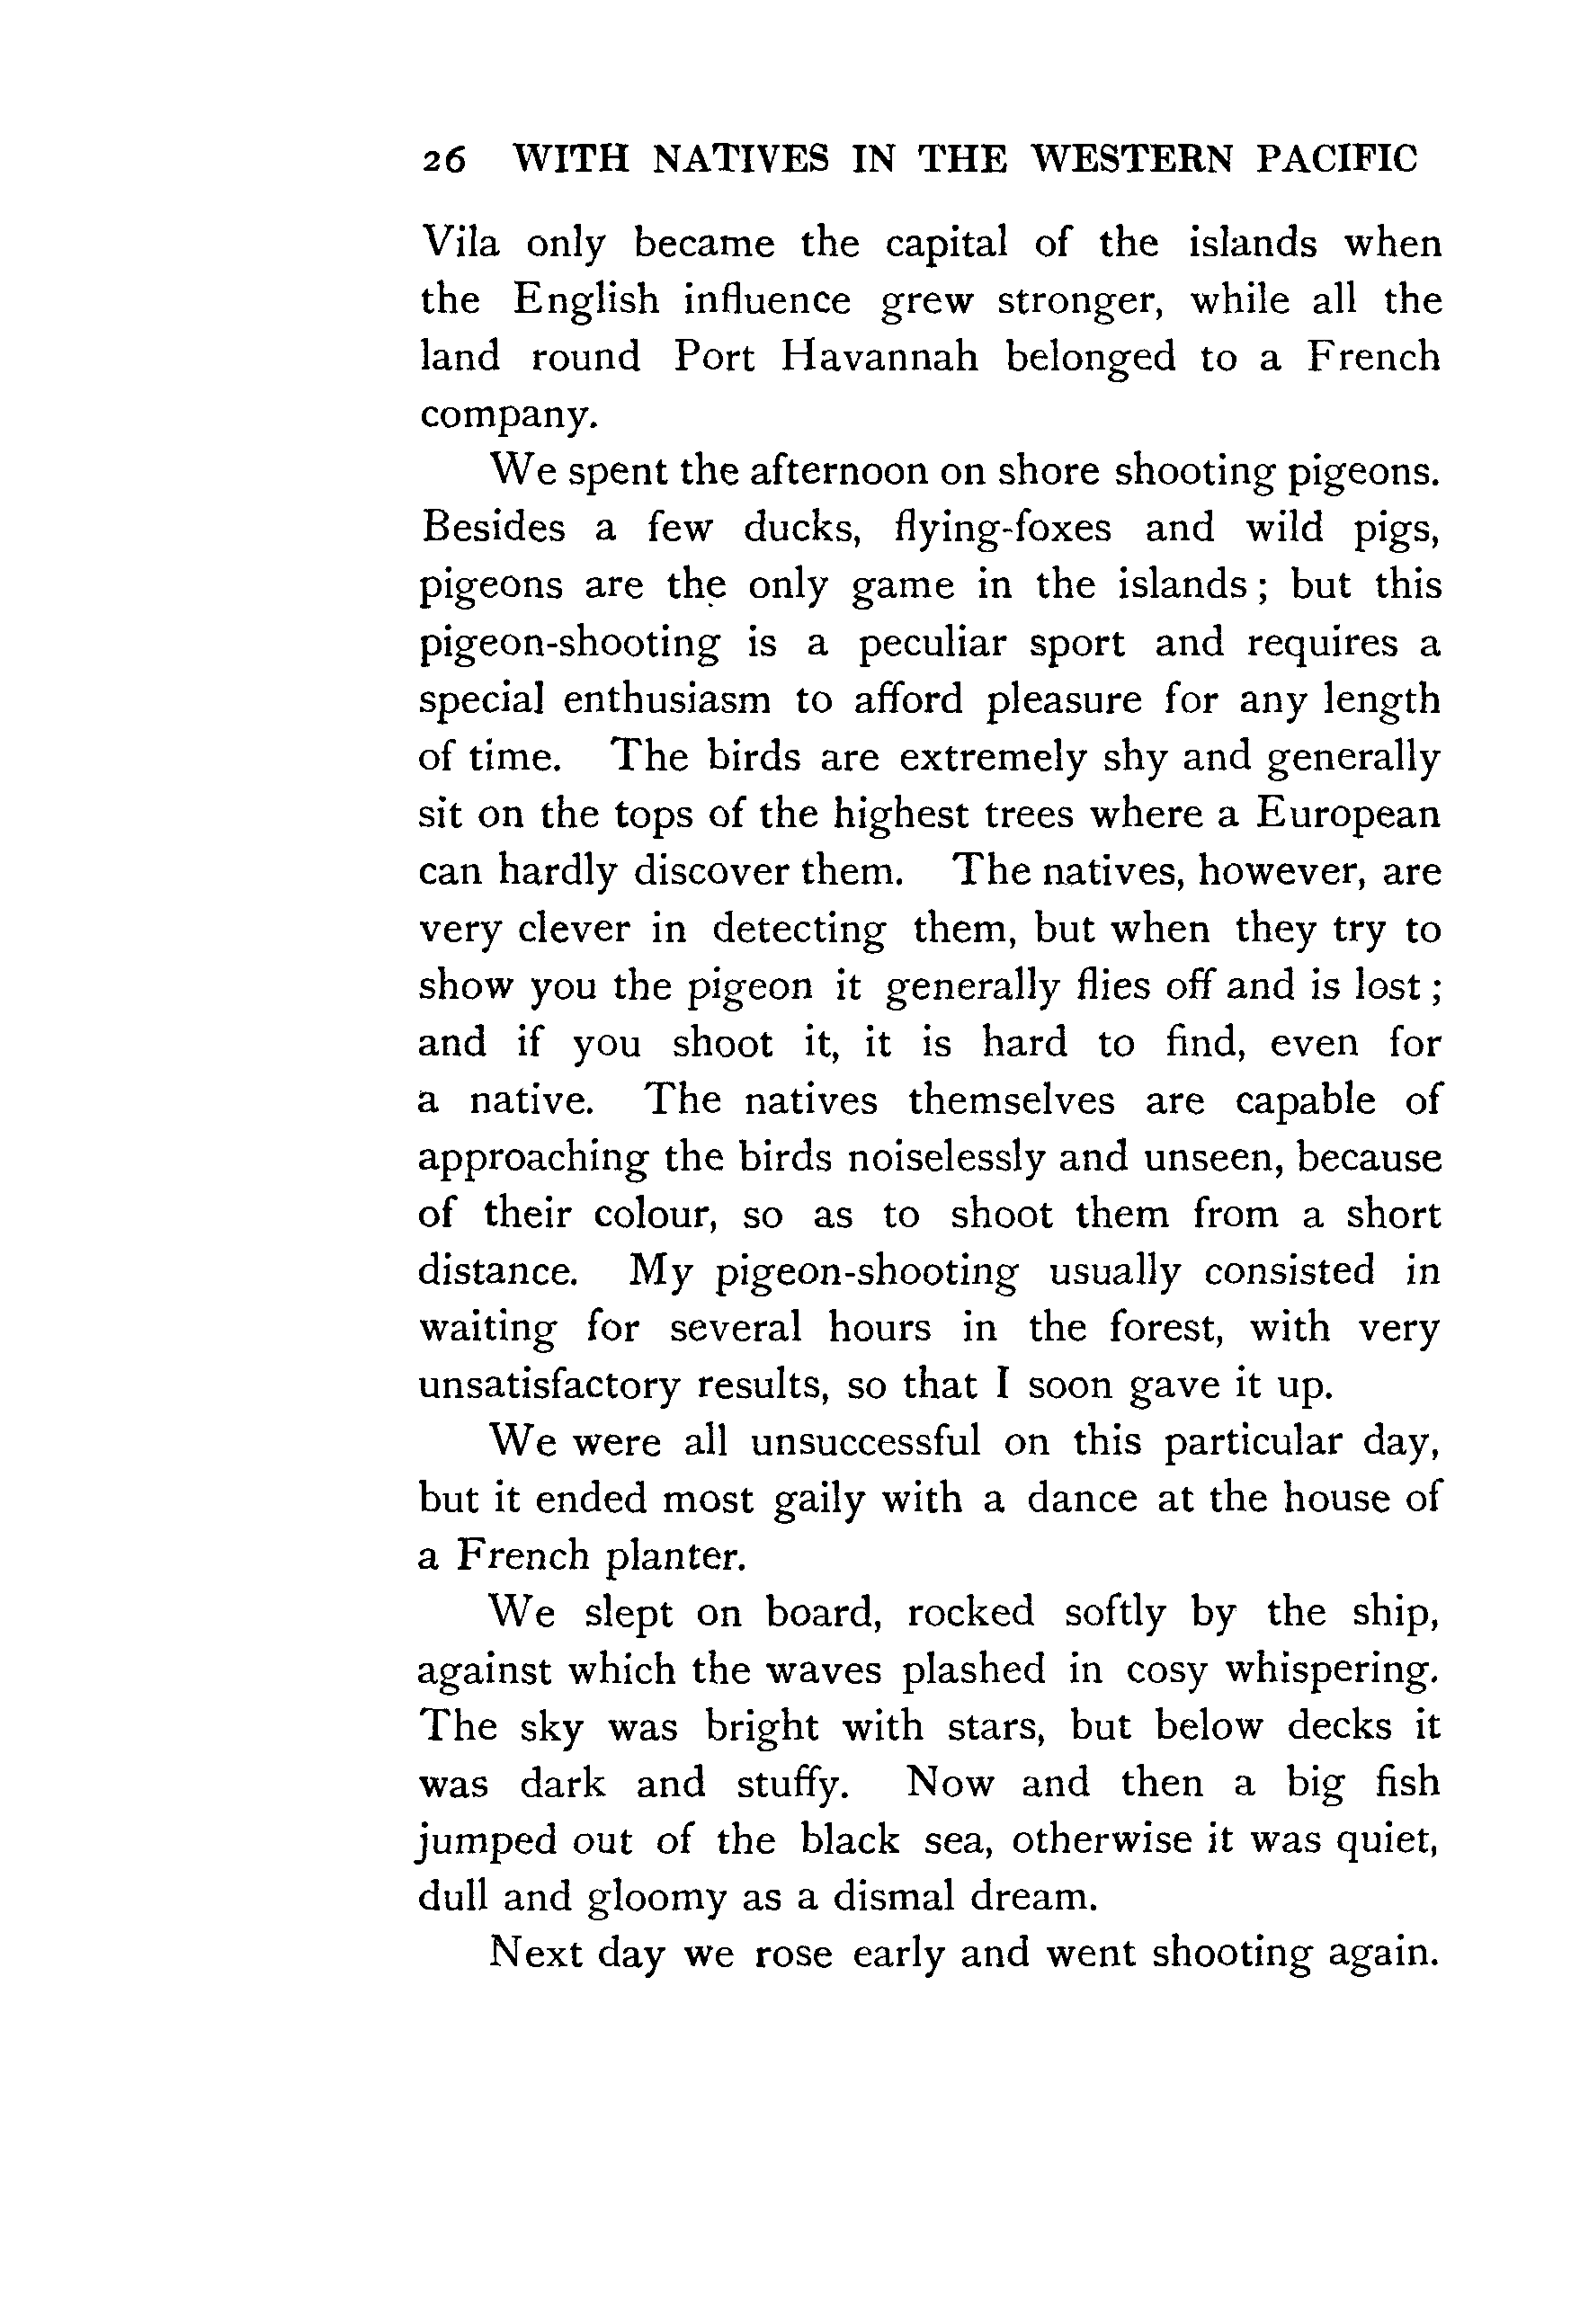 26 WITH NATIVES IN THE WESTERN PACIFIC
Vila only became the capital of the islands when
the English influence grew stronger, while all the
land round Port Havannah belonged to a French
company.
We spent the afternoon on shore shooting pigeons.
Besides a few ducks, flying-foxes and wild pigs,
pigeons are the only game in the islands; but this
pigeon-shooting is a peculiar sport and requires a
special enthusiasm to afford pleasure for any length
of time. The birds are extremely shy and generally
sit on the tops of the highest trees where a European
can hardly discover them. The natives, however, are
very clever in detecting them, but when they try to
show you the pigeon it generally flies off and is lost;
and if you shoot it, it is hard to find, even for
a native. The natives themselves are capable of
approaching the birds noiselessly and unseen, because
of their colour, so as to shoot them from a short
distance. My pigeon-shooting usually consisted in
waiting for several hours in the forest, with very
unsatisfactory results, so that I soon gave it up.
We were all unsuccessful on this particular day,
but it ended most gaily with a dance at the house of
a French planter.
We slept on board, rocked softly by the ship,
against which the waves plashed in cosy whispering.
The sky was bright with stars, but below decks it
was dark and stuffy. Now and then a big fish
jumped out of the black sea, otherwise it was quiet,
dull and gloomy as a dismal dream.
Next day we rose early and went shooting again.